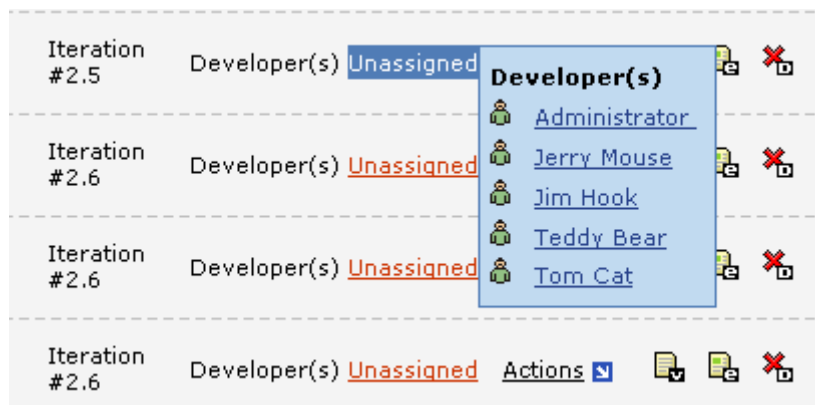 Iteration
#2.5
Developer(s) Unassigned
Developer(s)
Administrator
Jerry Mouse
Jim Hook
Teddy Bear
Tom Cat
Iteration
#2.6
Developer(s) Unassigned
Iteration
#2.6
Developer(s) Unassigned
Iteration
#2.6
Developer(s) Unassigned Actions